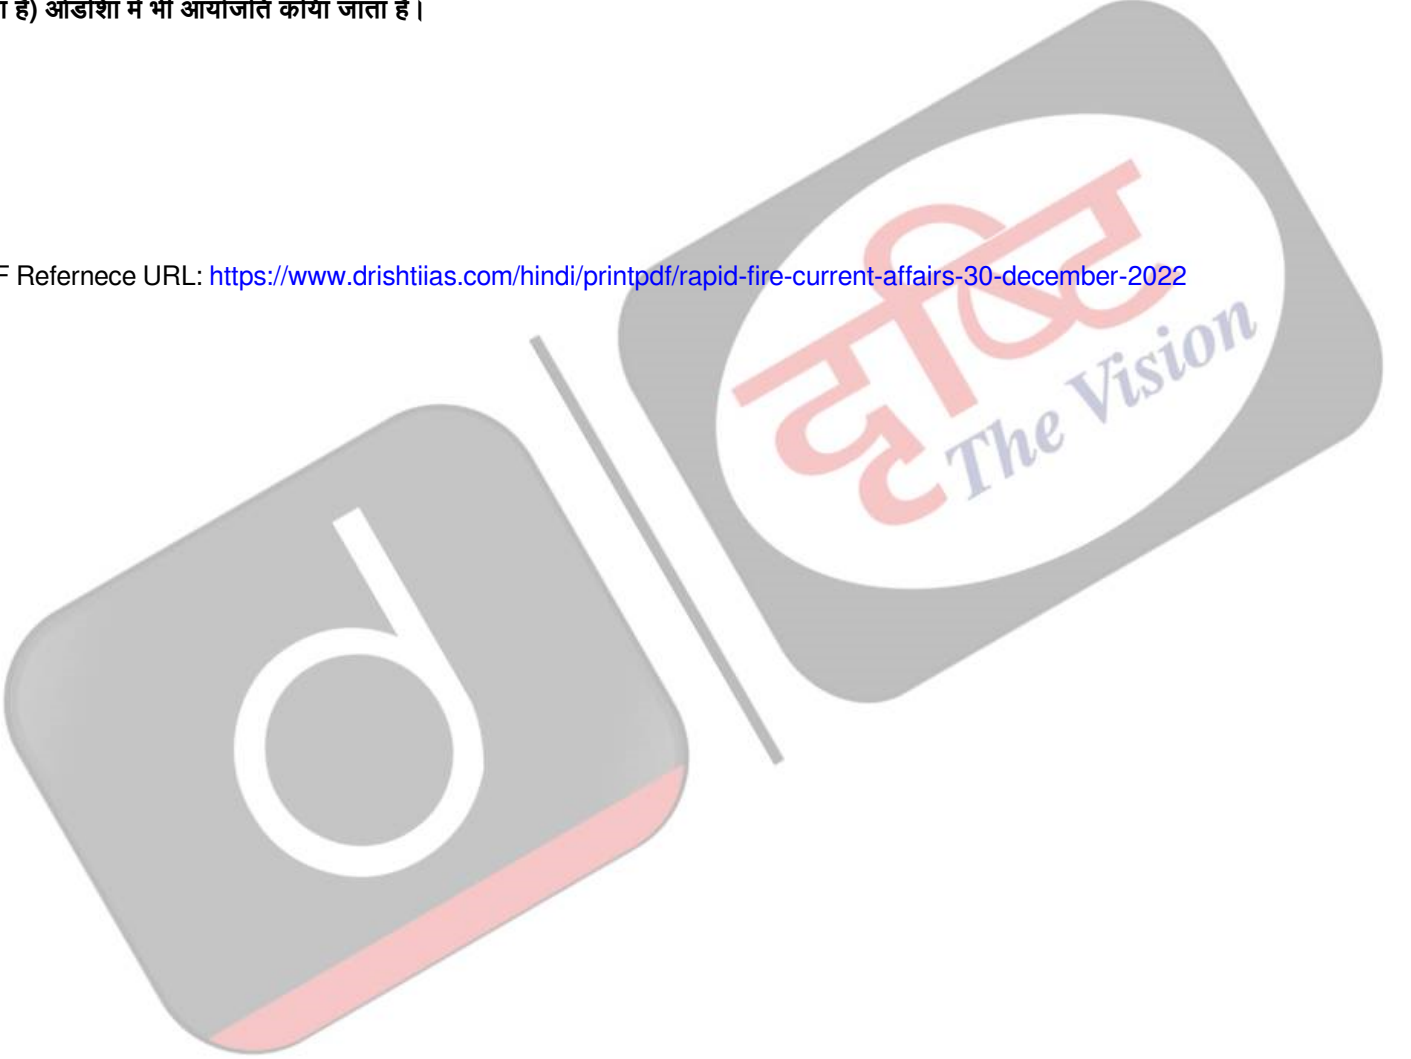 है) ओडिशा में भी आयोजित किया जाता है।
F Refernece URL: https://www.drishtiias.com/hindi/printpdf/rapid-fire-current-affairs-30-december-2022
दृष्टि
The Vision
d